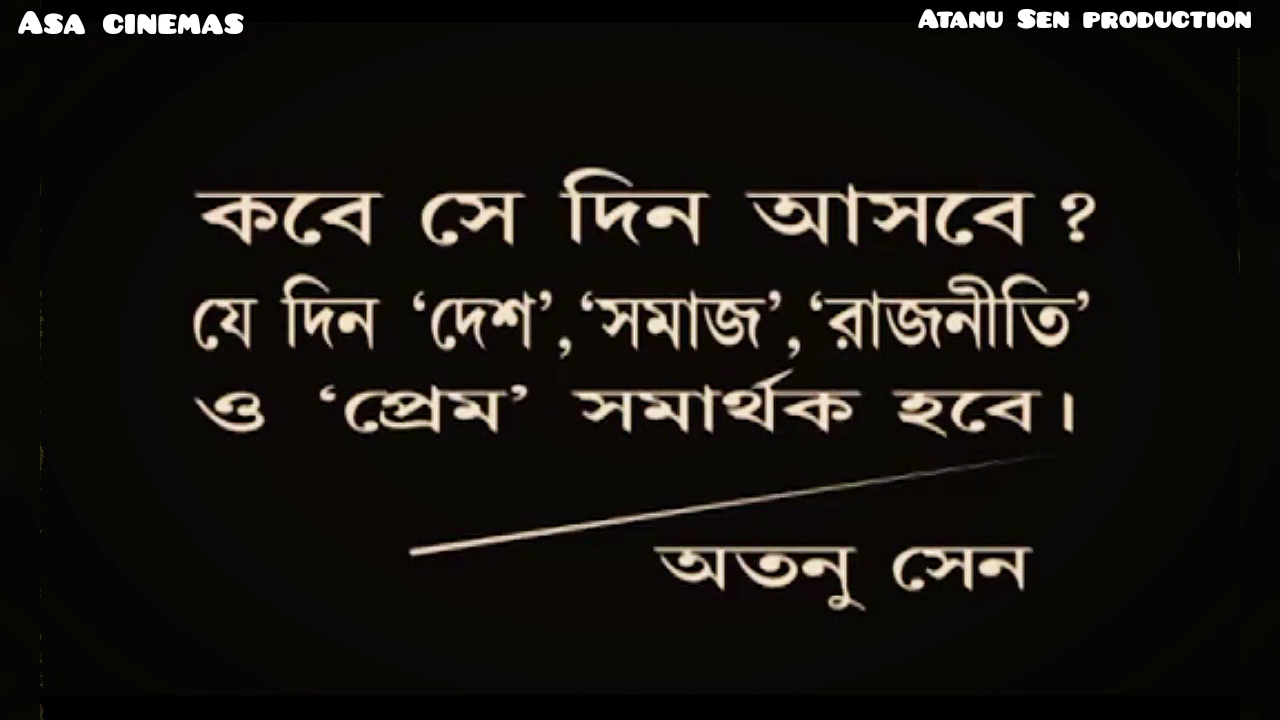 ASA CINEMAS
ATANU SEN PRODUCTION
কবে সে দিন আসবে ?
যে দিন ‘দেশ’, ‘সমাজ’, ‘রাজনীতি’
ও ‘প্রেম’ সমার্থক হবে।
অতনু সেন